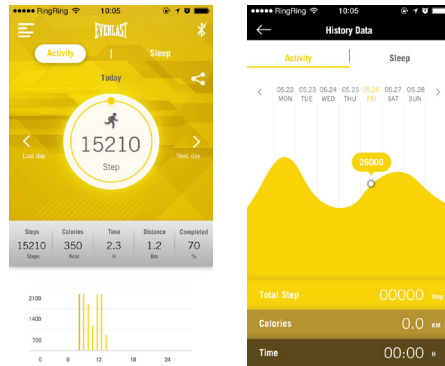 RingRing 10:05
EVERLAST
Activity | Sleep
Today
15210
Step
Last day
Next day
Steps Calories Time Distance Completed
15210 350 2.3 1.2 70
Steps Kcal H Km %
2100
1400
700
0 6 12 18 24
RingRing 10:05
History Data
Activity Sleep
05.22 05.23 05.24 05.25 05.26 05.27 05.28
MON TUE WED THU FRI SAT SUN
26000
Total Step 00000 Step
Calories 0.0 KM
Time 00:00 H